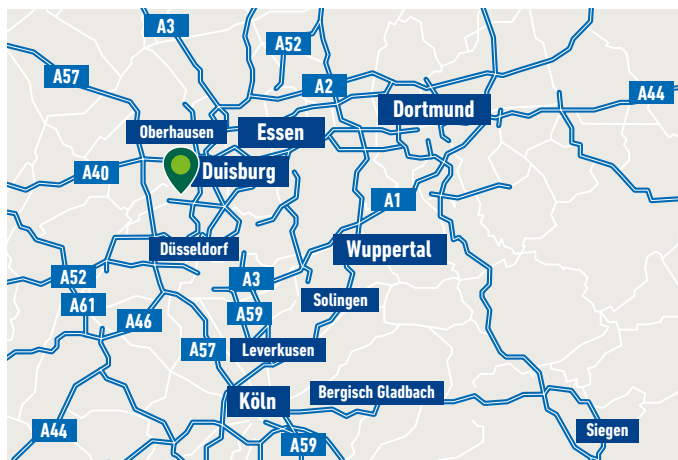 A3
A52
A57
A2
A44
Dortmund
Oberhausen
Essen
Duisburg
A40
A1
Düsseldorf
Wuppertal
A52
A3
A61
Solingen
A59
A46
A57
Leverkusen
Bergisch Gladbach
Köln
A44
Siegen
A59